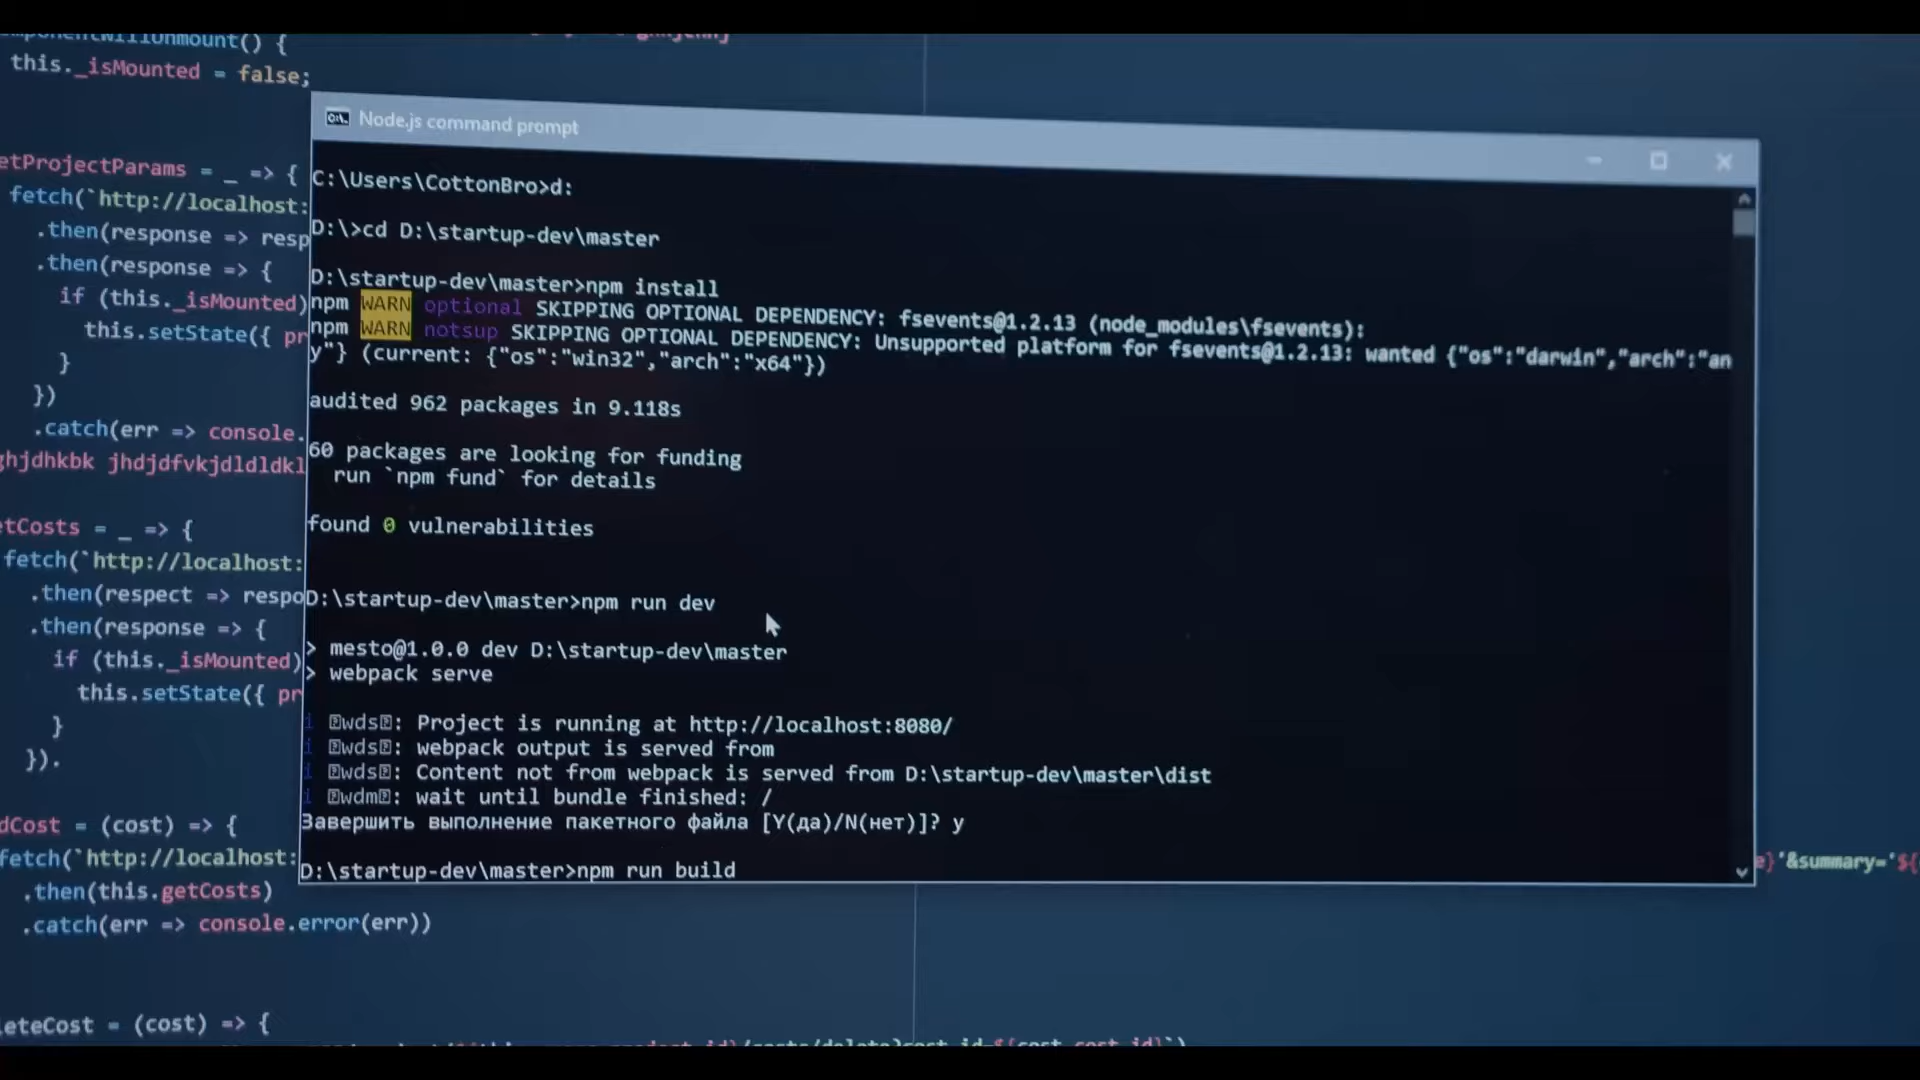 this._isMounted = false;
Node.js command prompt
C:\Users\CottonBro>d:
D:\>cd D:\startup-dev\master
D:\startup-dev\master>npm install
npm WARN optional SKIPPING OPTIONAL DEPENDENCY: fsevents@1.2.13 (node_modules\fsevents):
npm WARN notsup SKIPPING OPTIONAL DEPENDENCY: Unsupported platform for fsevents@1.2.13: wanted {"os":"darwin","arch":"an
y"} (current: {"os":"win32","arch":"x64"})
audited 962 packages in 9.118s
60 packages are looking for funding
run `npm fund` for details
found 0 vulnerabilities
D:\startup-dev\master>npm run dev
> mesto@1.0.0 dev D:\startup-dev\master
> webpack serve
i wds: Project is running at http://localhost:8080/
i wds: webpack output is served from
i wds: Content not from webpack is served from D:\startup-dev\master\dist
i wdm: wait until bundle finished: /
Завершить выполнение пакетного файла [Y(да)/N(нет)]? y
D:\startup-dev\master>npm run build
etProjectParams = _ => {
fetch(`http://localhost:
.then(response => resp
.then(response => {
if (this._isMounted)
this.setState({ pr
}
})
.catch(err => console.
ghjdhkbk jhdjdfvkjdldldkl
etCosts = _ => {
fetch(`http://localhost:
.then(respect => respo
.then(response => {
if (this._isMounted)
this.setState({ pr
}
}).
dCost = (cost) => {
fetch(`http://localhost:
.then(this.getCosts)
.catch(err => console.error(err))
e}'&summary='${
leteCost = (cost) => {